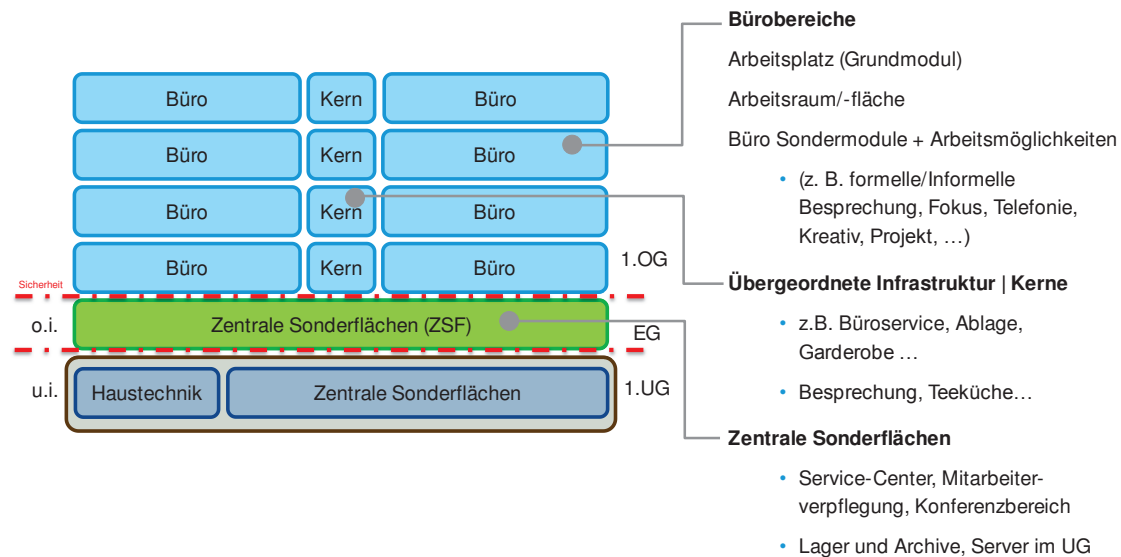 Büro Kern Büro
Büro Kern Büro
Büro Kern Büro
Büro Kern Büro 1.OG
Sicherheit
o.i. Zentrale Sonderflächen (ZSF) EG
u.i. Haustechnik Zentrale Sonderflächen 1.UG
Bürobereiche
Arbeitsplatz (Grundmodul)
Arbeitsraum/-fläche
Büro Sondermodule + Arbeitsmöglichkeiten
• (z. B. formelle/Informelle
Besprechung, Fokus, Telefonie,
Kreativ, Projekt, …)
Übergeordnete Infrastruktur | Kerne
• z.B. Büroservice, Ablage,
Garderobe …
• Besprechung, Teeküche…
Zentrale Sonderflächen
• Service-Center, Mitarbeiter-
verpflegung, Konferenzbereich
• Lager und Archive, Server im UG